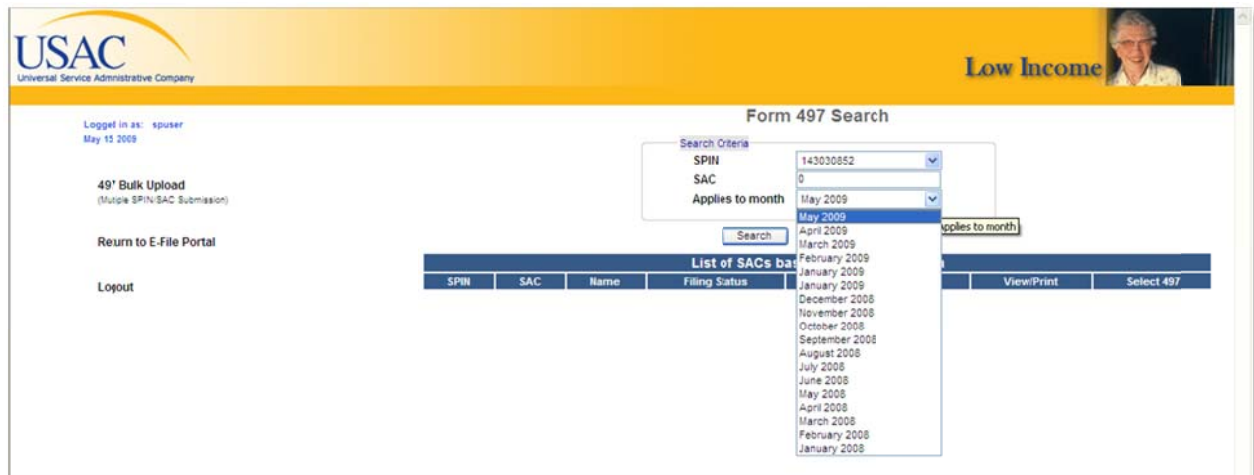 USAC
Universal Service Admnistrative Company
Low Income
Logget in as: spuser
May 15 2009
497 Bulk Upload
(Mutiple SPIN/SAC Submission)
Reurn to E-File Portal
Logout
Form 497 Search
Search Criteria
SPIN 143030852
SAC 0
Applies to month May 2009
May 2009
April 2009
March 2009
February 2009
January 2009
January 2009
December 2008
November 2008
October 2008
September 2008
August 2008
July 2008
June 2008
May 2008
April 2008
March 2008
February 2008
January 2008
Applies to month
Search
List of SACs bas
SPIN SAC Name Filing Status View/Print Select 497